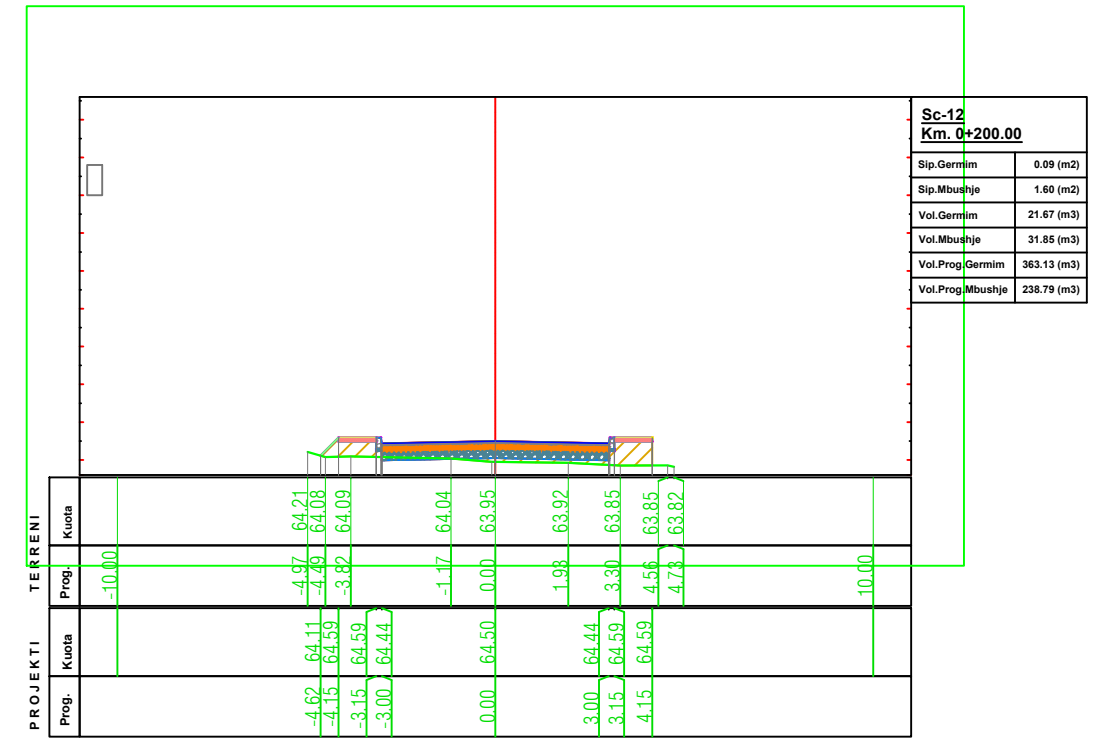 Sc-12
Km. 0+200.00
Sip.Germim 0.09 (m2)
Sip.Mbushje 1.60 (m2)
Vol.Germim 21.67 (m3)
Vol.Mbushje 31.85 (m3)
Vol.Prog.Germim 363.13 (m3)
Vol.Prog.Mbushje 238.79 (m3)
TERRENI
Kuota
64.21 64.08 64.09 64.04 63.95 63.92 63.85 63.85 63.82
Prog.
-10.00 -4.97 -4.49 -3.82 -1.17 0.00 1.93 3.30 4.56 4.73 10.00
PROJEKTI
Kuota
64.11 64.59 64.59 64.44 64.50 64.44 64.59 64.59
Prog.
-4.62 -4.15 -3.15 -3.00 0.00 3.00 3.15 4.15